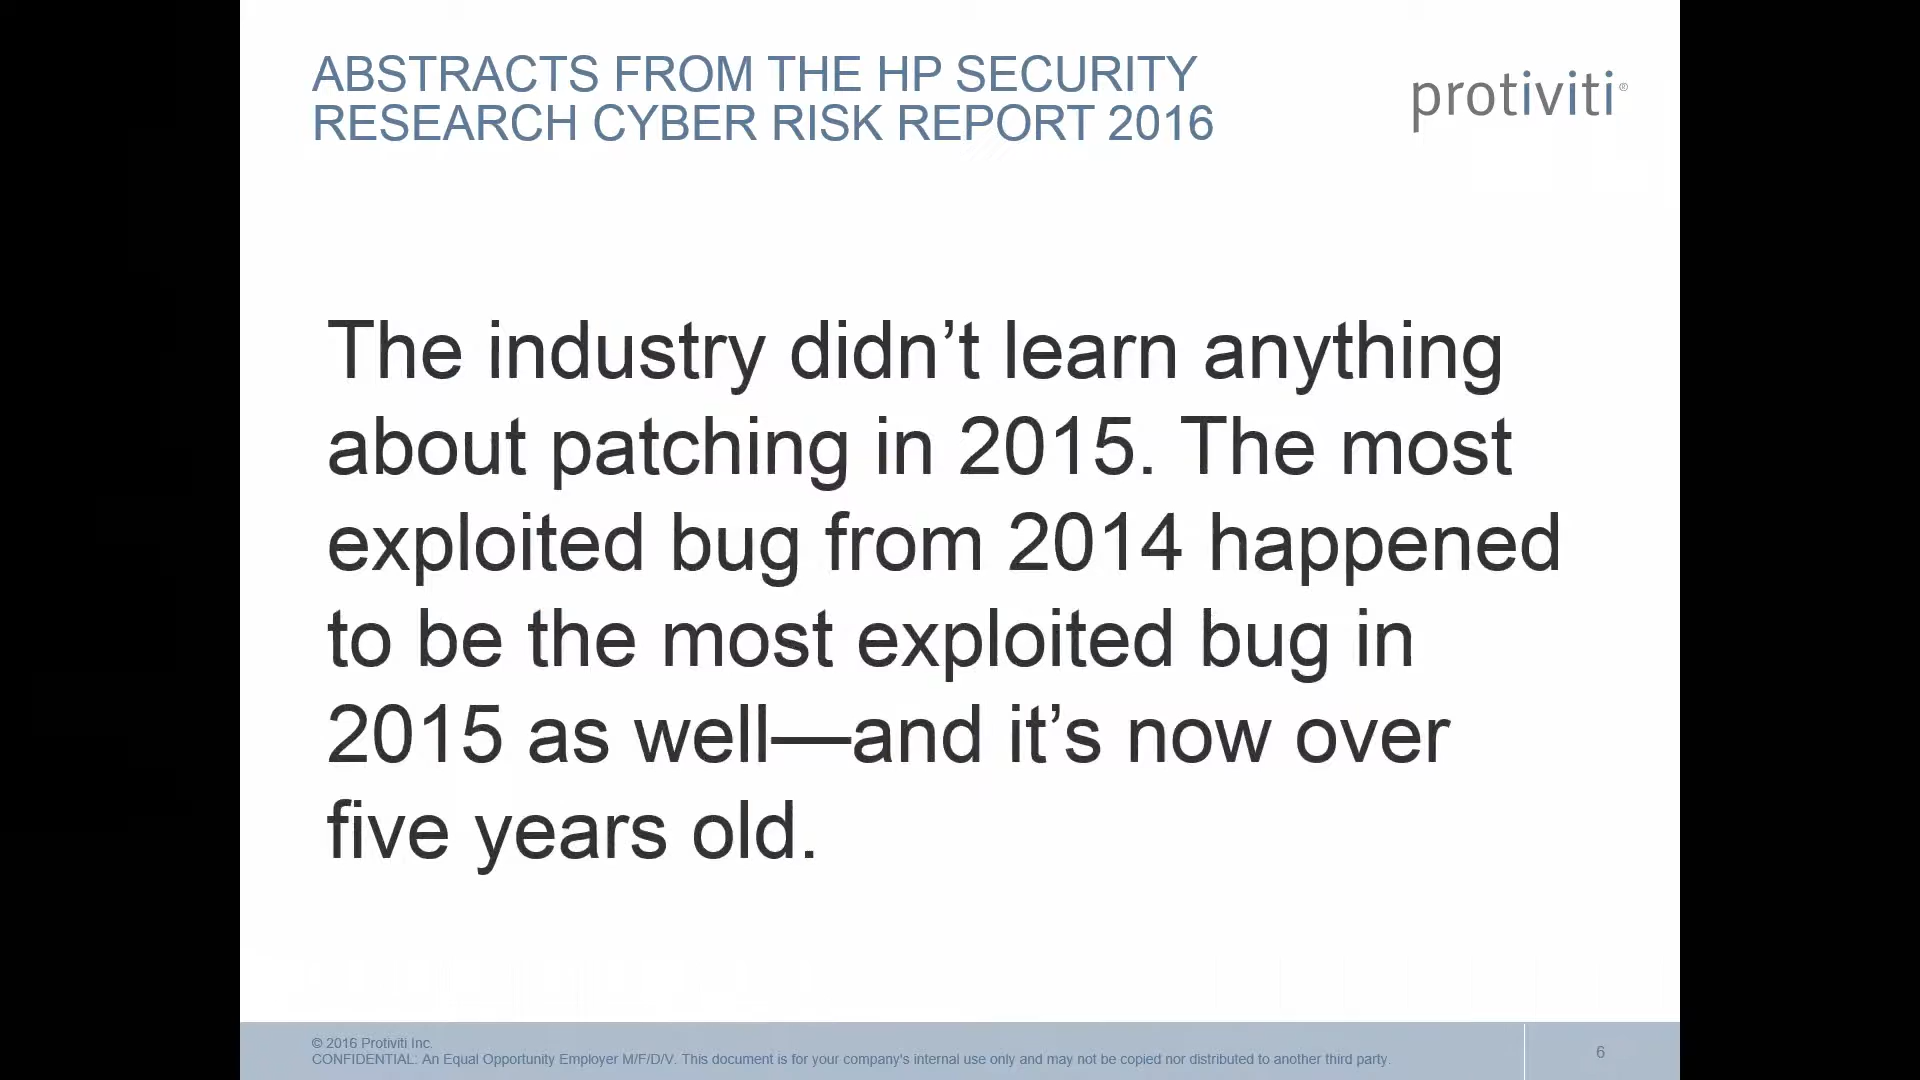 ABSTRACTS FROM THE HP SECURITY
RESEARCH CYBER RISK REPORT 2016
protiviti®
The industry didn’t learn anything
about patching in 2015. The most
exploited bug from 2014 happened
to be the most exploited bug in
2015 as well—and it’s now over
five years old.
© 2016 Protiviti Inc.
CONFIDENTIAL: An Equal Opportunity Employer M/F/D/V. This document is for your company's internal use only and may not be copied nor distributed to another third party.
6